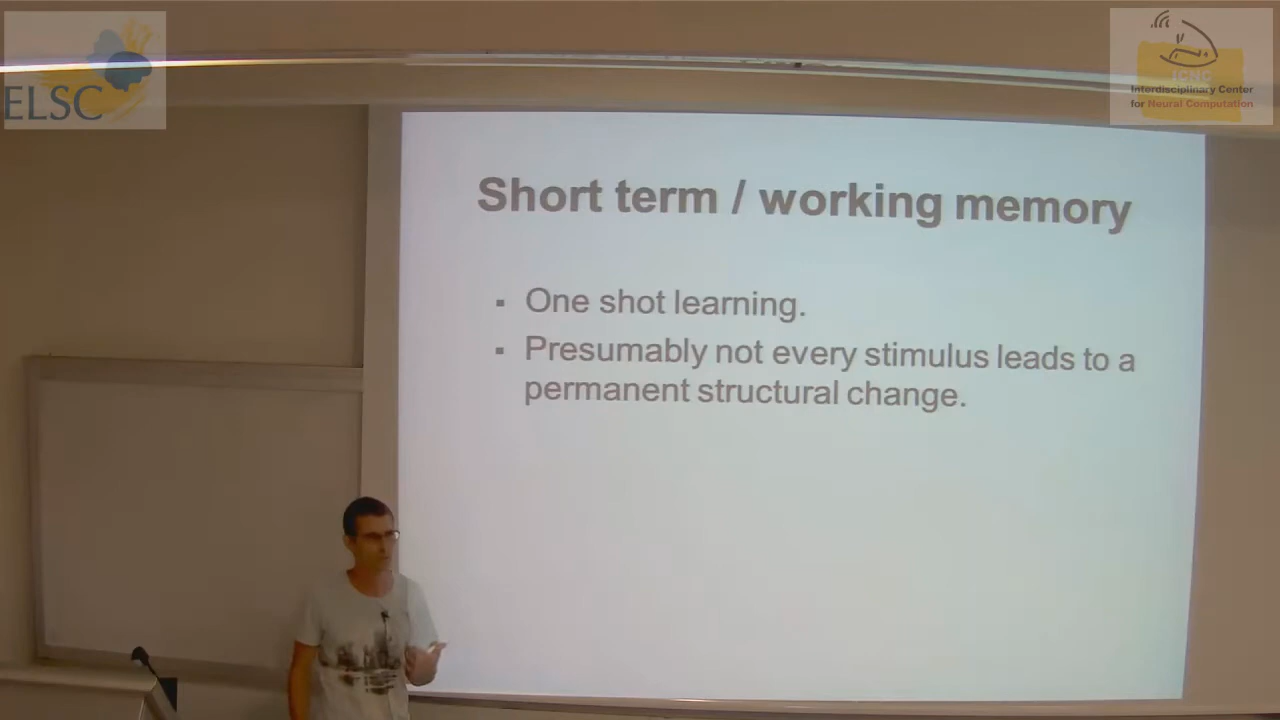 ELSC
ICNC
Interdisciplinary Center
for Neural Computation
Short term / working memory
▪ One shot learning.
▪ Presumably not every stimulus leads to a
permanent structural change.